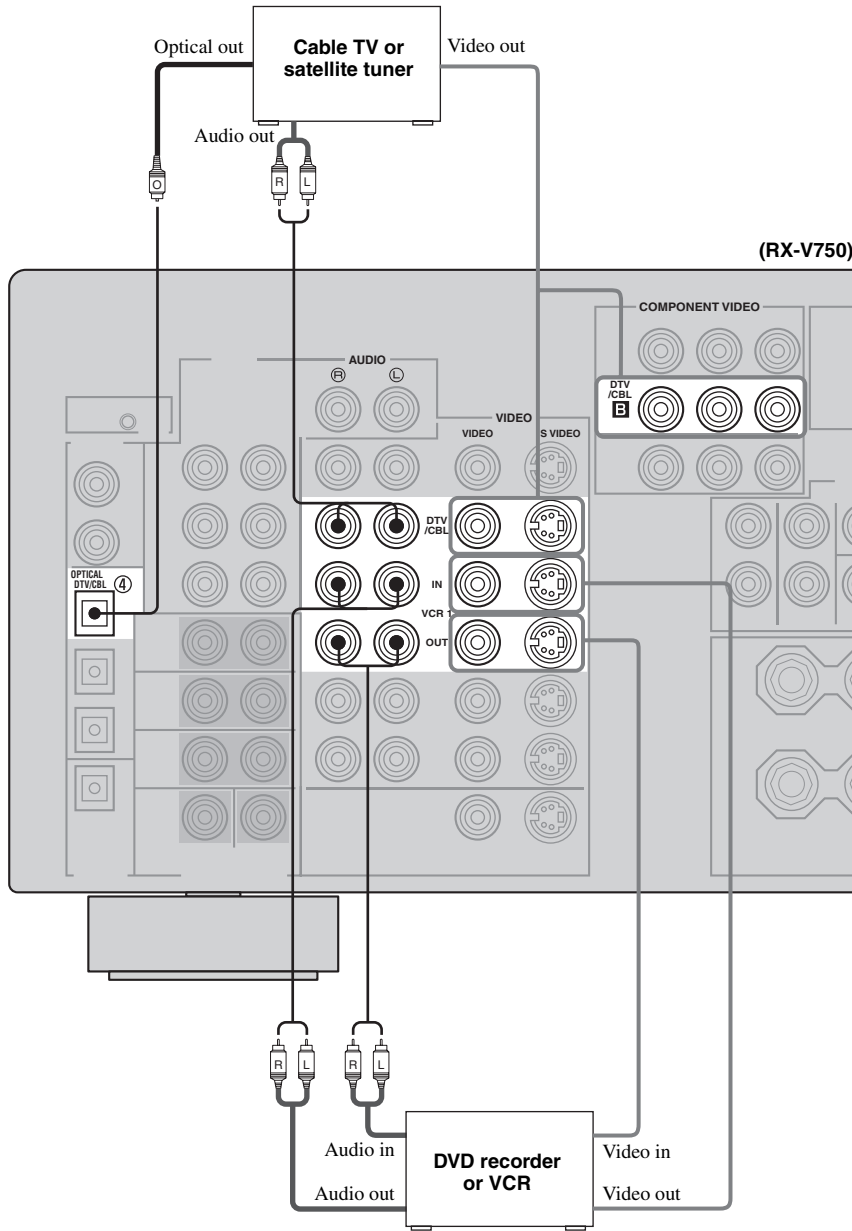 Optical out
Cable TV or
satellite tuner
Video out
Audio out
O
R
L
(RX-V750)
COMPONENT VIDEO
AUDIO
R
L
DTV
/CBL
B
VIDEO
VIDEO
S VIDEO
DTV
/CBL
OPTICAL
DTV/CBL
4
IN
VCR 1
OUT
R
L
R
L
Audio in
Audio out
DVD recorder
or VCR
Video in
Video out